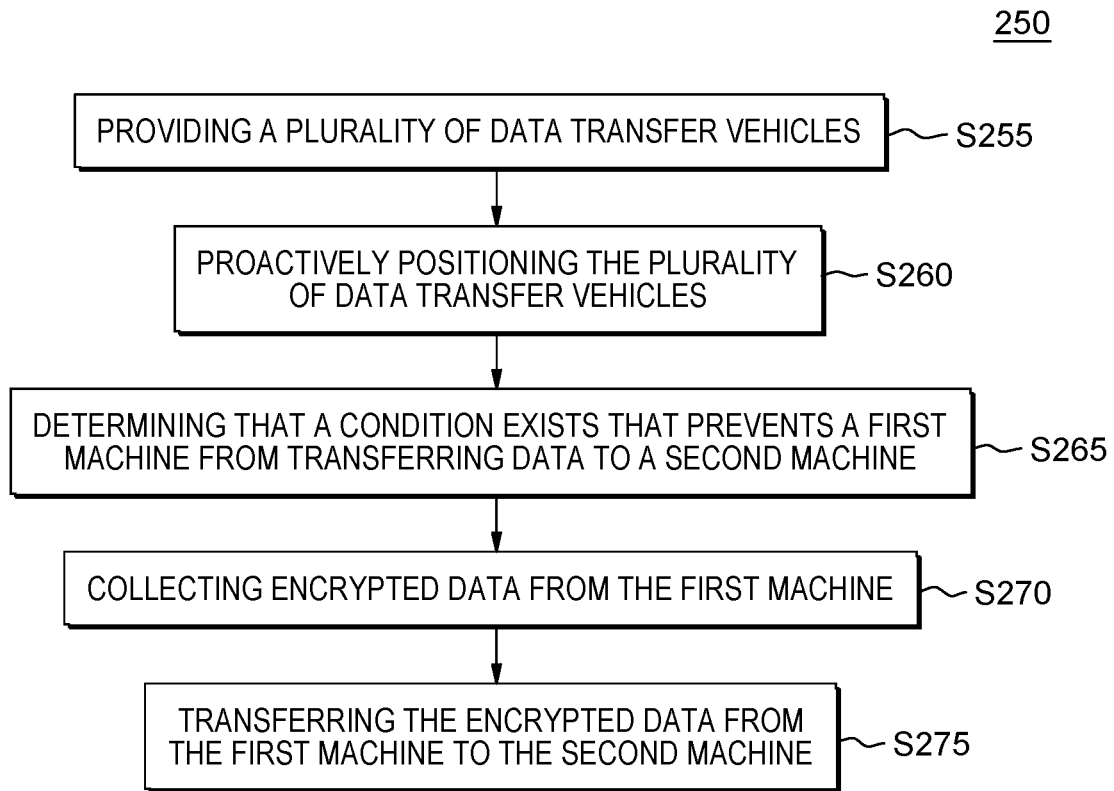 250
PROVIDING A PLURALITY OF DATA TRANSFER VEHICLES
S255
PROACTIVELY POSITIONING THE PLURALITY
OF DATA TRANSFER VEHICLES
S260
DETERMINING THAT A CONDITION EXISTS THAT PREVENTS A FIRST
MACHINE FROM TRANSFERRING DATA TO A SECOND MACHINE
S265
COLLECTING ENCRYPTED DATA FROM THE FIRST MACHINE
S270
TRANSFERRING THE ENCRYPTED DATA FROM
THE FIRST MACHINE TO THE SECOND MACHINE
S275